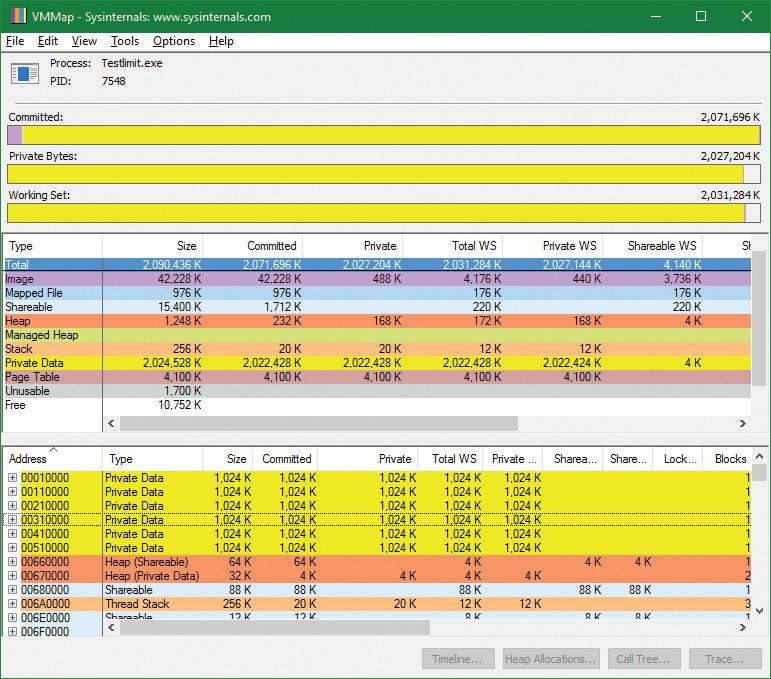 VMMap - Sysinternals: www.sysinternals.com
File Edit View Tools Options Help
Process: Testlimit.exe
PID: 7548
Committed: 2,071,696 K
Private Bytes: 2,027,204 K
Working Set: 2,031,284 K
Type Size Committed Private Total WS Private WS Shareable WS Sh
Total 2,090,436 K 2,071,696 K 2,027,204 K 2,031,284 K 2,027,144 K 4,140 K
Image 42,228 K 42,228 K 488 K 4,176 K 440 K 3,736 K
Mapped File 976 K 976 K 176 K 176 K
Shareable 15,400 K 1,712 K 220 K 220 K
Heap 1,248 K 232 K 168 K 172 K 168 K 4 K
Managed Heap
Stack 256 K 20 K 20 K 12 K 12 K
Private Data 2,024,528 K 2,022,428 K 2,022,428 K 2,022,428 K 2,022,424 K 4 K
Page Table 4,100 K 4,100 K 4,100 K 4,100 K 4,100 K
Unusable 1,700 K
Free 10,752 K
Address Type Size Committed Private Total WS Private ... Sharea... Share... Lock... Blocks
00010000 Private Data 1,024 K 1,024 K 1,024 K 1,024 K 1,024 K 1
00110000 Private Data 1,024 K 1,024 K 1,024 K 1,024 K 1,024 K 1
00210000 Private Data 1,024 K 1,024 K 1,024 K 1,024 K 1,024 K 1
00310000 Private Data 1,024 K 1,024 K 1,024 K 1,024 K 1,024 K 1
00410000 Private Data 1,024 K 1,024 K 1,024 K 1,024 K 1,024 K 1
00510000 Private Data 1,024 K 1,024 K 1,024 K 1,024 K 1,024 K 1
00660000 Heap (Shareable) 64 K 64 K 4 K 4 K 4 K 1
00670000 Heap (Private Data) 32 K 4 K 4 K 4 K 4 K 2
00680000 Shareable 88 K 88 K 88 K 88 K 88 K 1
006A0000 Thread Stack 256 K 20 K 20 K 12 K 12 K 3
006E0000 Shareable 12 K 12 K 8 K 8 K 8 K 1
006F0000
Timeline... Heap Allocations... Call Tree... Trace...